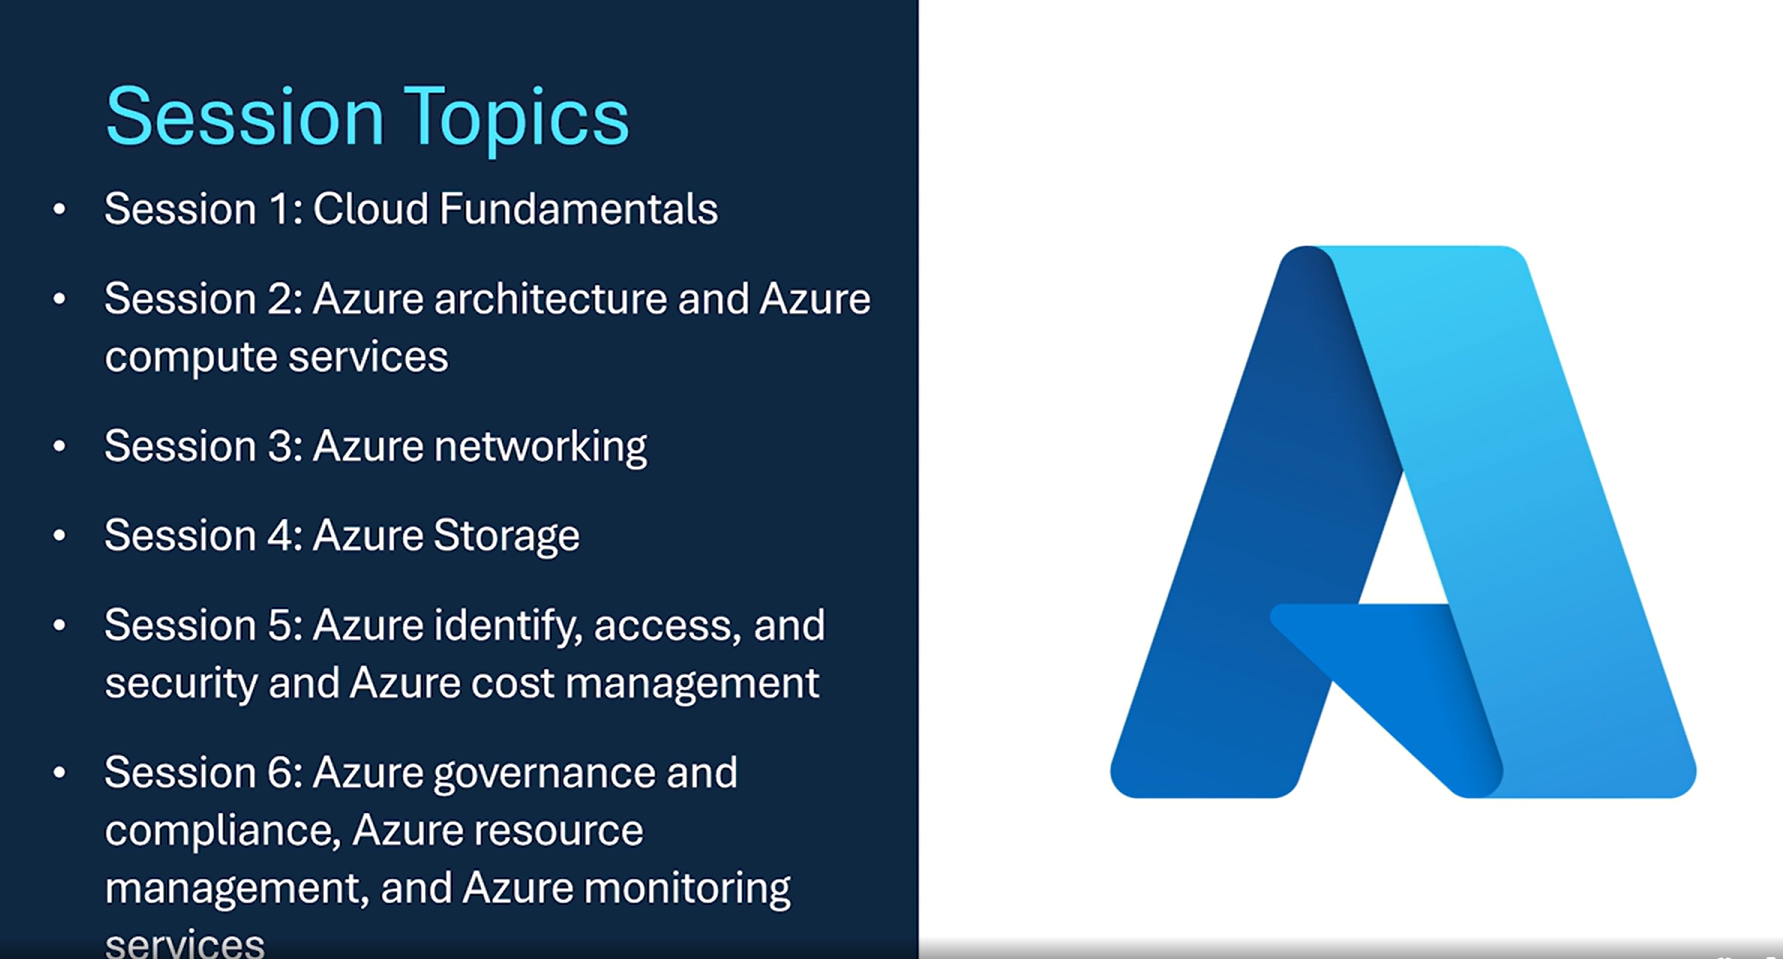 Session Topics
• Session 1: Cloud Fundamentals
• Session 2: Azure architecture and Azure
compute services
• Session 3: Azure networking
• Session 4: Azure Storage
• Session 5: Azure identify, access, and
security and Azure cost management
• Session 6: Azure governance and
compliance, Azure resource
management, and Azure monitoring
services